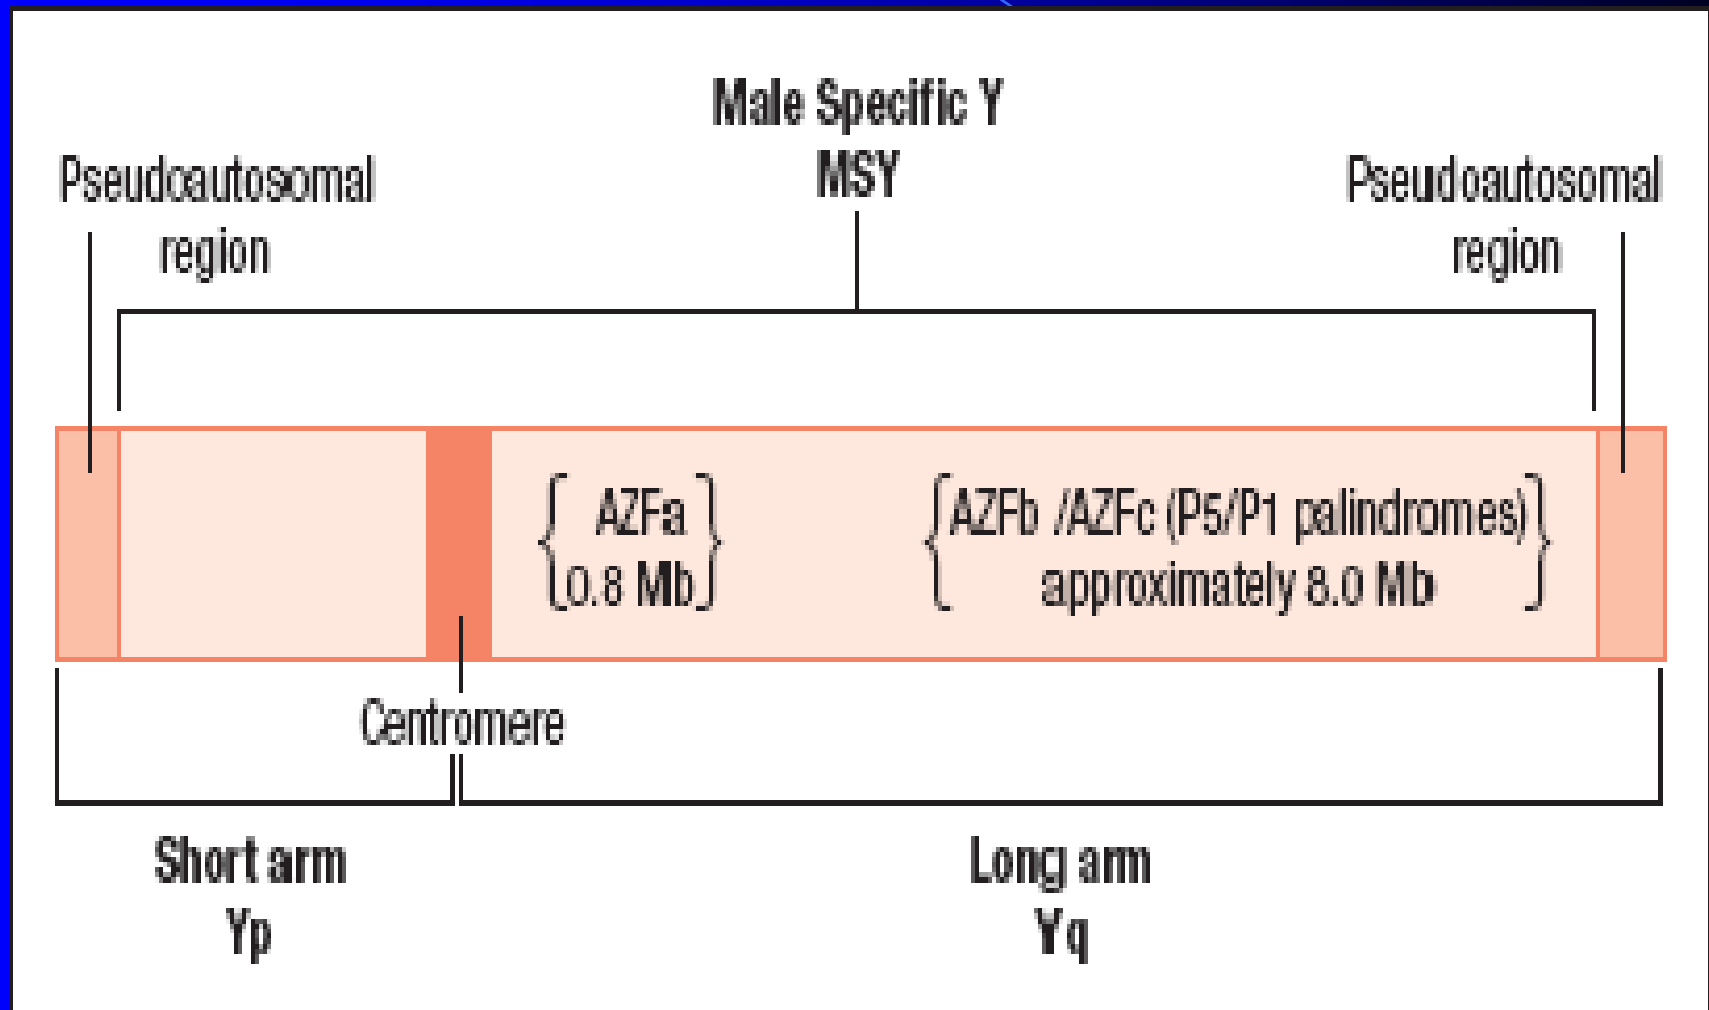 Male Specific Y
MSY
Pseudoautosomal
region
Pseudoautosomal
region
AZFa
0.8 Mb
AZFb /AZFc (P5/P1 palindromes)
approximately 8.0 Mb
Centromere
Short arm
Yp
Long arm
Yq